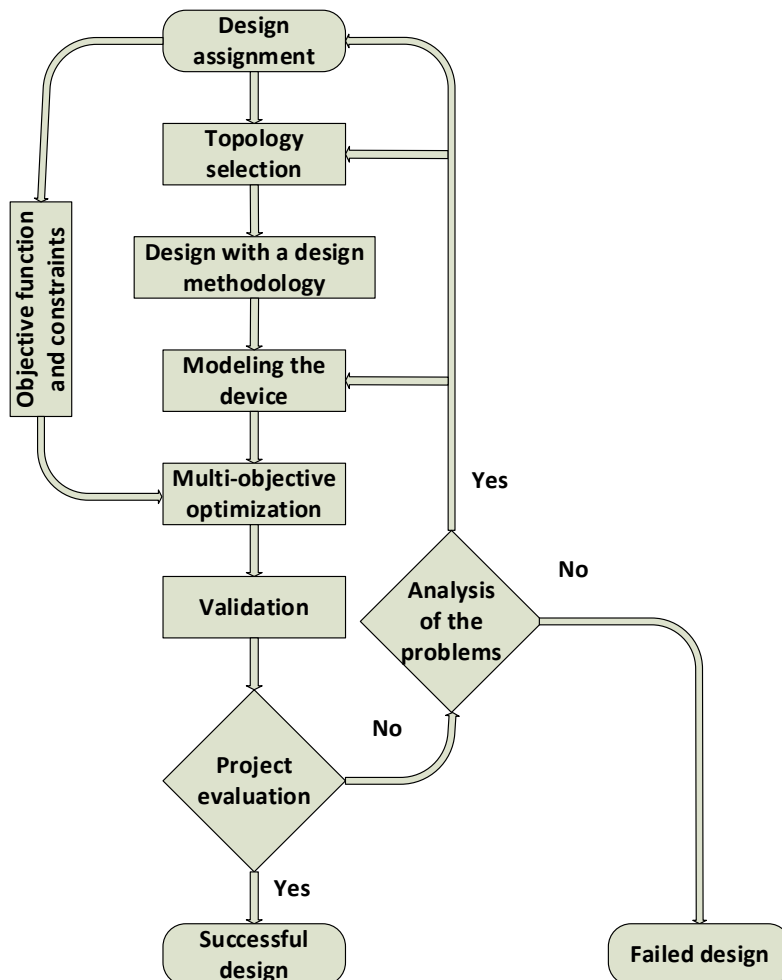 Design
assignment
Topology
selection
Design with a design
methodology
Objective function
and constraints
Modeling the
device
Multi-objective
optimization
Yes
No
Validation
Analysis
of the
problems
No
Project
evaluation
Yes
Successful
design
Failed design